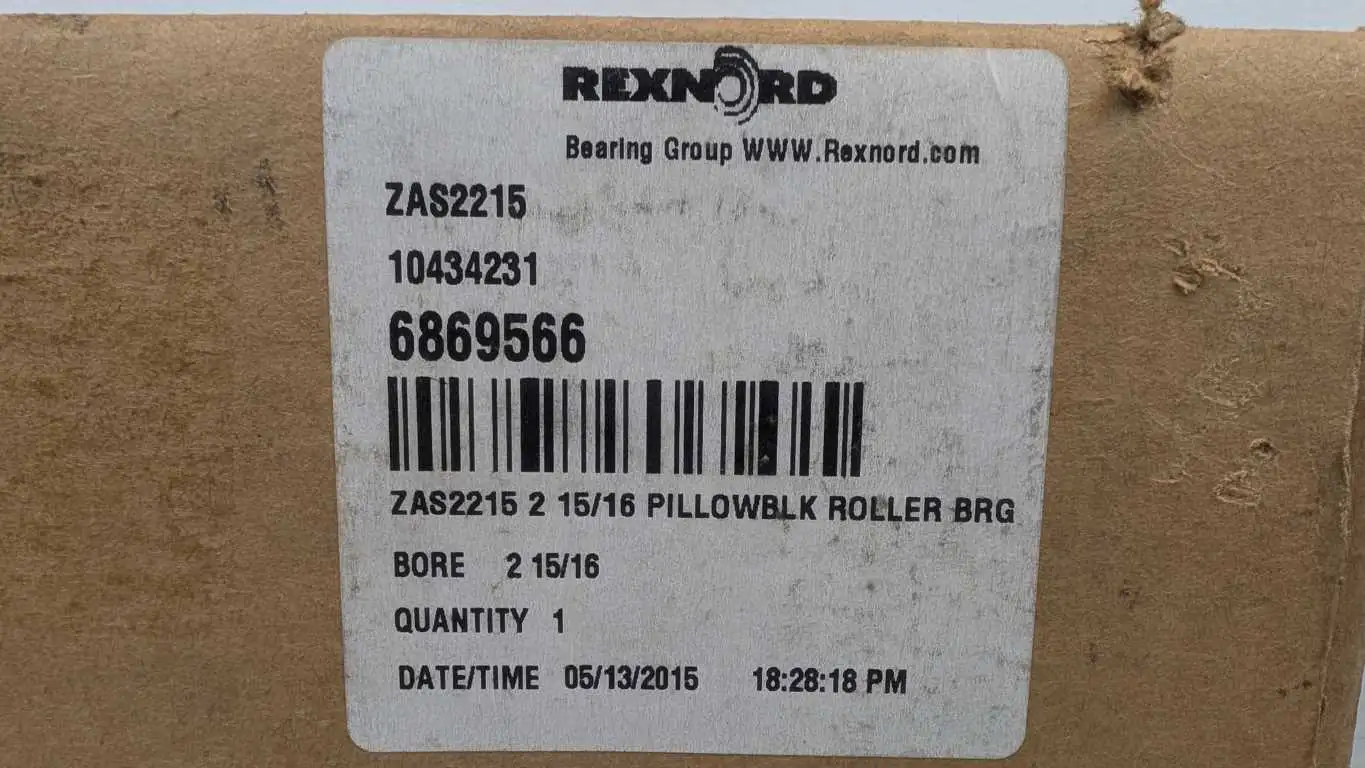 REXNORD
Bearing Group WWW.Rexnord.com
ZAS2215
10434231
6869566
ZAS2215 2 15/16 PILLOWBLK ROLLER BRG
BORE 2 15/16
QUANTITY 1
DATE/TIME 05/13/2015 18:28:18 PM